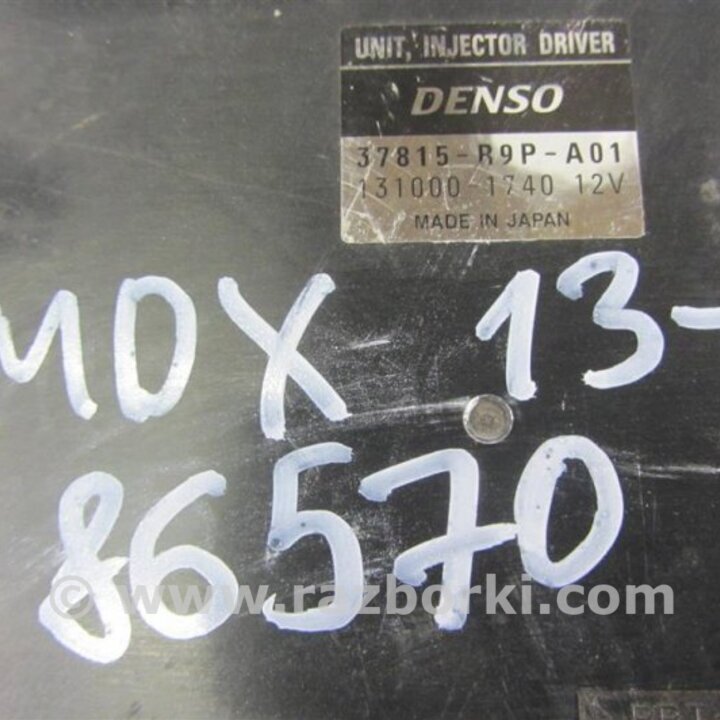 UNIT, INJECTOR DRIVER
DENSO
37815-R9P-A01
131000-1740 12V
MADE IN JAPAN
MDX 13-
86570
© www.razborki.com